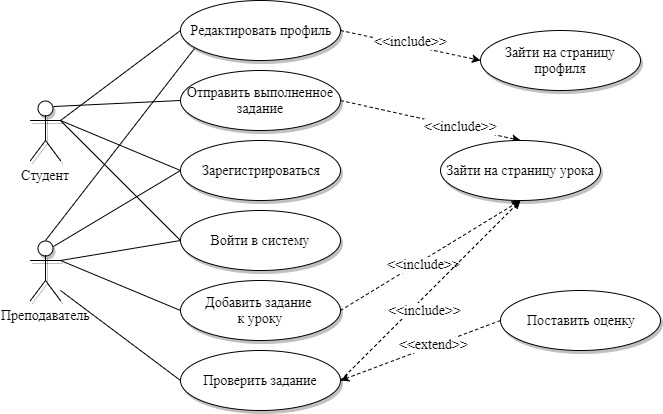 Редактировать профиль
<<include>>
Зайти на страницу
профиля
Отправить выполненное
задание
<<include>>
Студент
Зарегистрироваться
Зайти на страницу урока
Войти в систему
<<include>>
Преподаватель
Добавить задание
к уроку
<<include>>
Поставить оценку
<<extend>>
Проверить задание